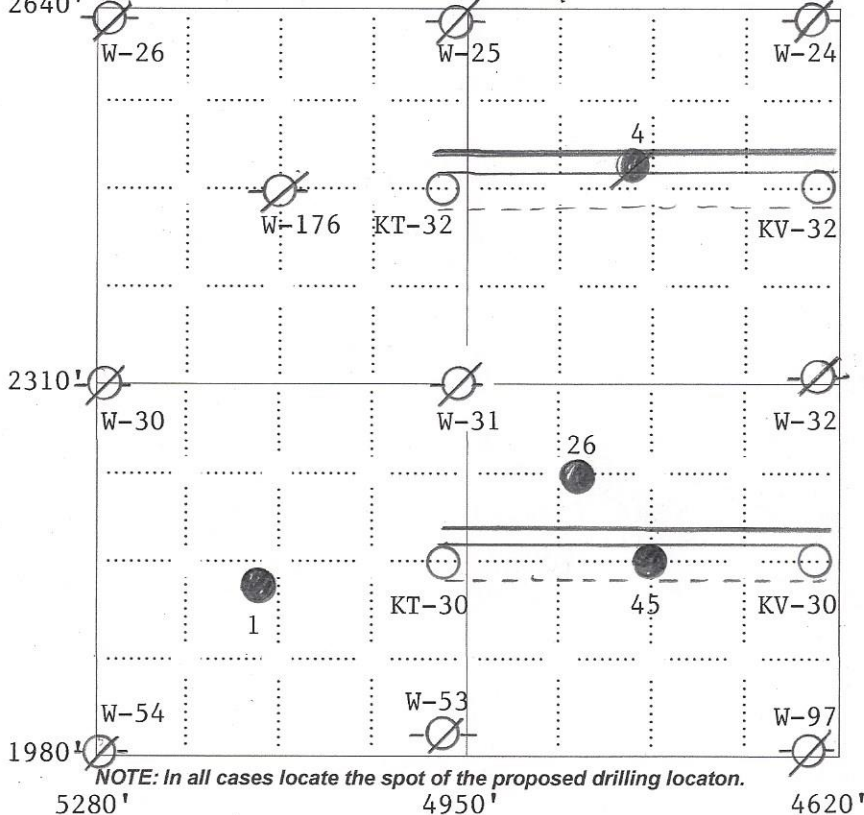 2640'
W-26 W-25 W-24
4
W-176 KT-32 KV-32
2310'
W-30 W-31 W-32
26
KT-30 45 KV-30
1
W-54 W-53 W-97
1980'
NOTE: In all cases locate the spot of the proposed drilling locaton.
5280' 4950' 4620'